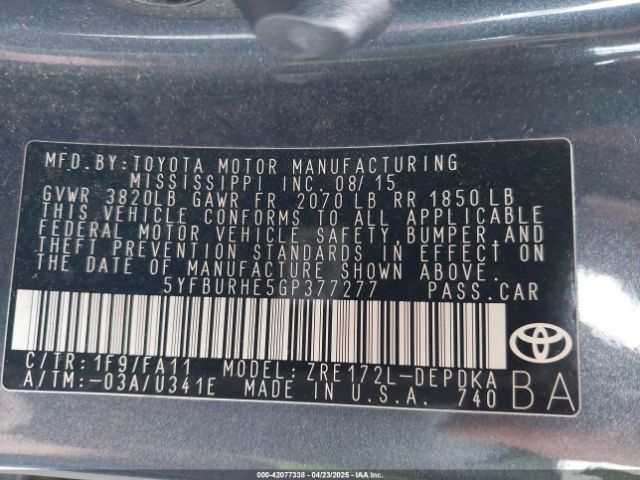 MFD.BY:TOYOTA MOTOR MANUFACTURING
MISSISSIPPI INC. 08/15
GVWR 3820LB GAWR FR 2070 LB RR 1850 LB
THIS VEHICLE CONFORMS TO ALL APPLICABLE
FEDERAL MOTOR VEHICLE SAFETY,BUMPER,AND
THEFT PREVENTION STANDARDS IN EFFECT ON
THE DATE OF MANUFACTURE SHOWN ABOVE.
5YFBURHE5GP377277 PASS.CAR
C/TR:1F9/FA11 MODEL:ZRE172L-DEPDKA
A/TM:-03A/U341E MADE IN U.S.A. 740
BA
TOYOTA
000-42077338 - 04/23/2025 - IAAI Inc.